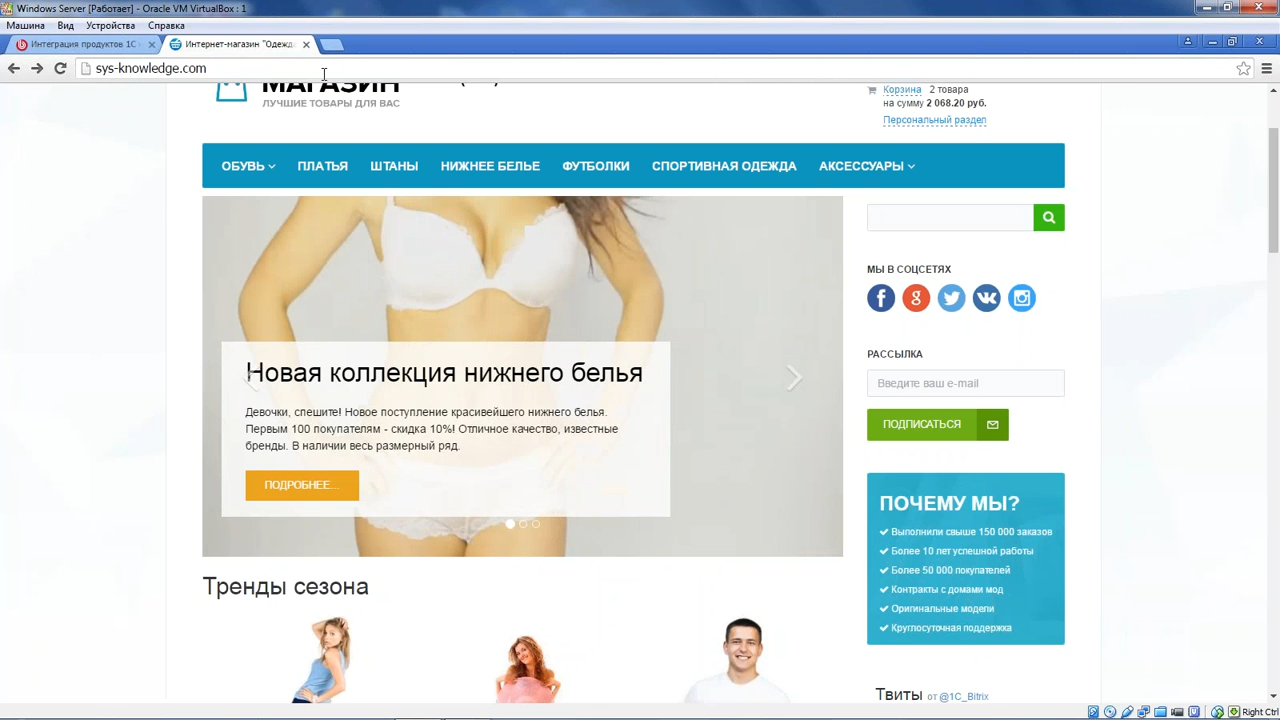 Windows Server [Работает] - Oracle VM VirtualBox : 1
Машина Вид Устройства Справка
Интеграция продуктов 1С
Интернет-магазин "Одежд
sys-knowledge.com
МАГАЗИН
ЛУЧШИЕ ТОВАРЫ ДЛЯ ВАС
Корзина 2 товара
на сумму 2 068.20 руб.
Персональный раздел
ОБУВЬ ПЛАТЬЯ ШТАНЫ НИЖНЕЕ БЕЛЬЕ ФУТБОЛКИ СПОРТИВНАЯ ОДЕЖДА АКСЕССУАРЫ
Новая коллекция нижнего белья
Девочки, спешите! Новое поступление красивейшего нижнего белья.
Первым 100 покупателям - скидка 10%! Отличное качество, известные
бренды. В наличии весь размерный ряд.
ПОДРОБНЕЕ...
Тренды сезона
МЫ В СОЦСЕТЯХ
РАССЫЛКА
Введите ваш e-mail
ПОДПИСАТЬСЯ
ПОЧЕМУ МЫ?
Выполнили свыше 150 000 заказов
Более 10 лет успешной работы
Более 50 000 покупателей
Контракты с домами мод
Оригинальные модели
Круглосуточная поддержка
Твиты от @1C_Bitrix
Right Ctrl